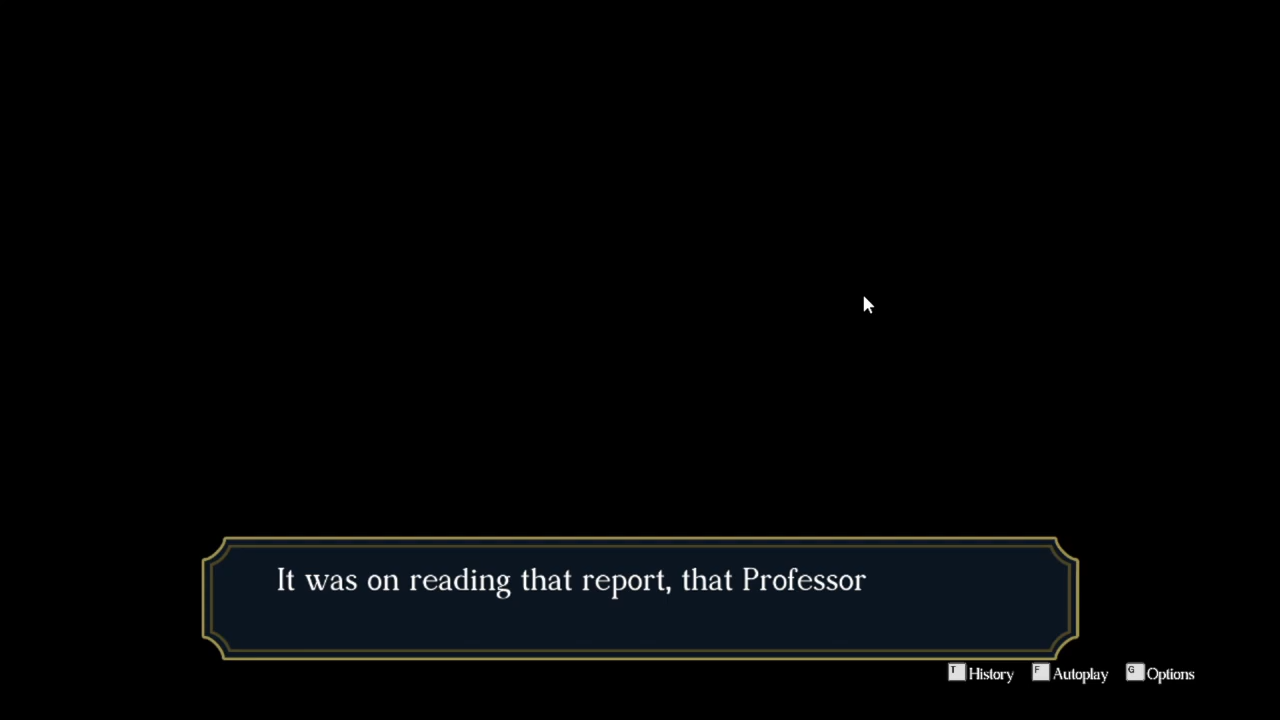 It was on reading that report, that Professor
T History F Autoplay G Options